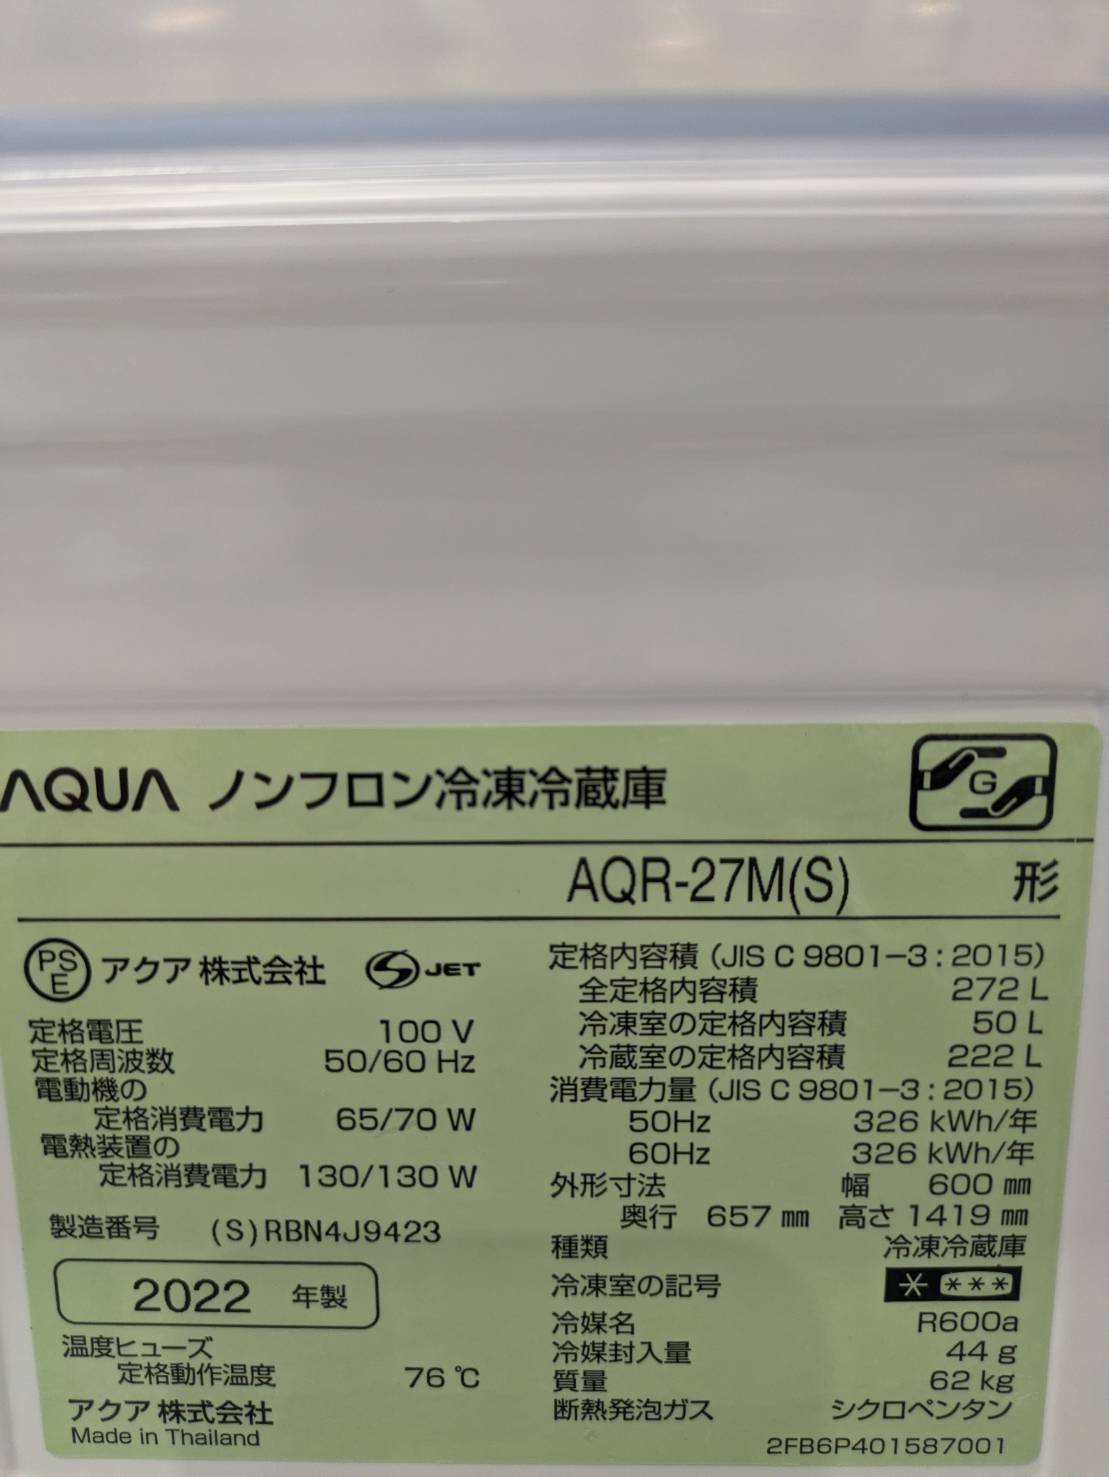 AQUA ノンフロン冷凍冷蔵庫
G
AQR-27M(S) 形
PS
E
アクア 株式会社
S JET
定格電圧 100 V
定格周波数 50/60 Hz
電動機の
定格消費電力 65/70 W
電熱装置の
定格消費電力 130/130 W
製造番号 (S)RBN4J9423
2022 年製
温度ヒューズ
定格動作温度 76 ℃
アクア 株式会社
Made in Thailand
定格内容積 (JIS C 9801-3:2015)
全定格内容積 272 L
冷凍室の定格内容積 50 L
冷蔵室の定格内容積 222 L
消費電力量 (JIS C 9801-3:2015)
50Hz 326 kWh/年
60Hz 326 kWh/年
外形寸法 幅 600 ㎜
奥行 657 ㎜ 高さ 1419 ㎜
種類 冷凍冷蔵庫
冷凍室の記号 * ***
冷媒名 R600a
冷媒封入量 44 g
質量 62 kg
断熱発泡ガス シクロペンタン
2FB6P401587001